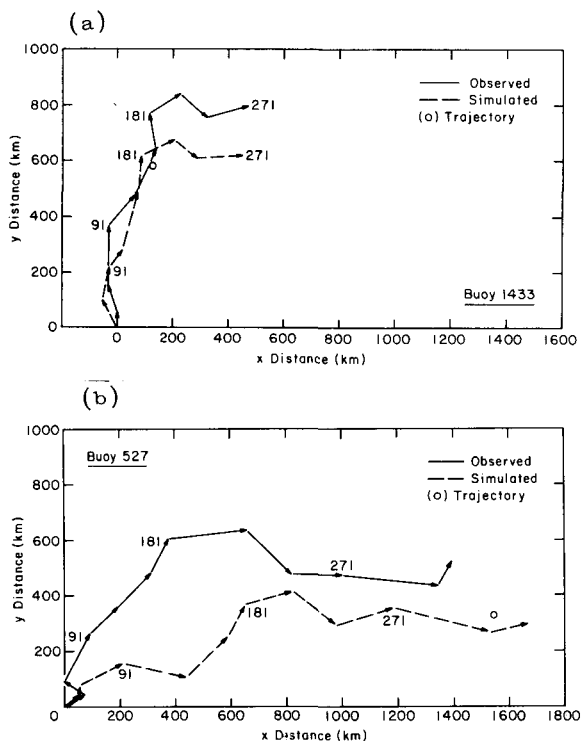 (a)
1000
800
600
400
200
0
y Distance (km)
181
271
181
271
91
91
Observed
Simulated
(o) Trajectory
Buoy 1433
0 200 400 600 800 1000 1200 1400 1600
x Distance (km)
(b)
1000
800
600
400
200
0
y Distance (km)
Buoy 527
Observed
Simulated
(o) Trajectory
181
271
91
181
271
91
0 200 400 600 800 1000 1200 1400 1600 1800
x Distance (km)